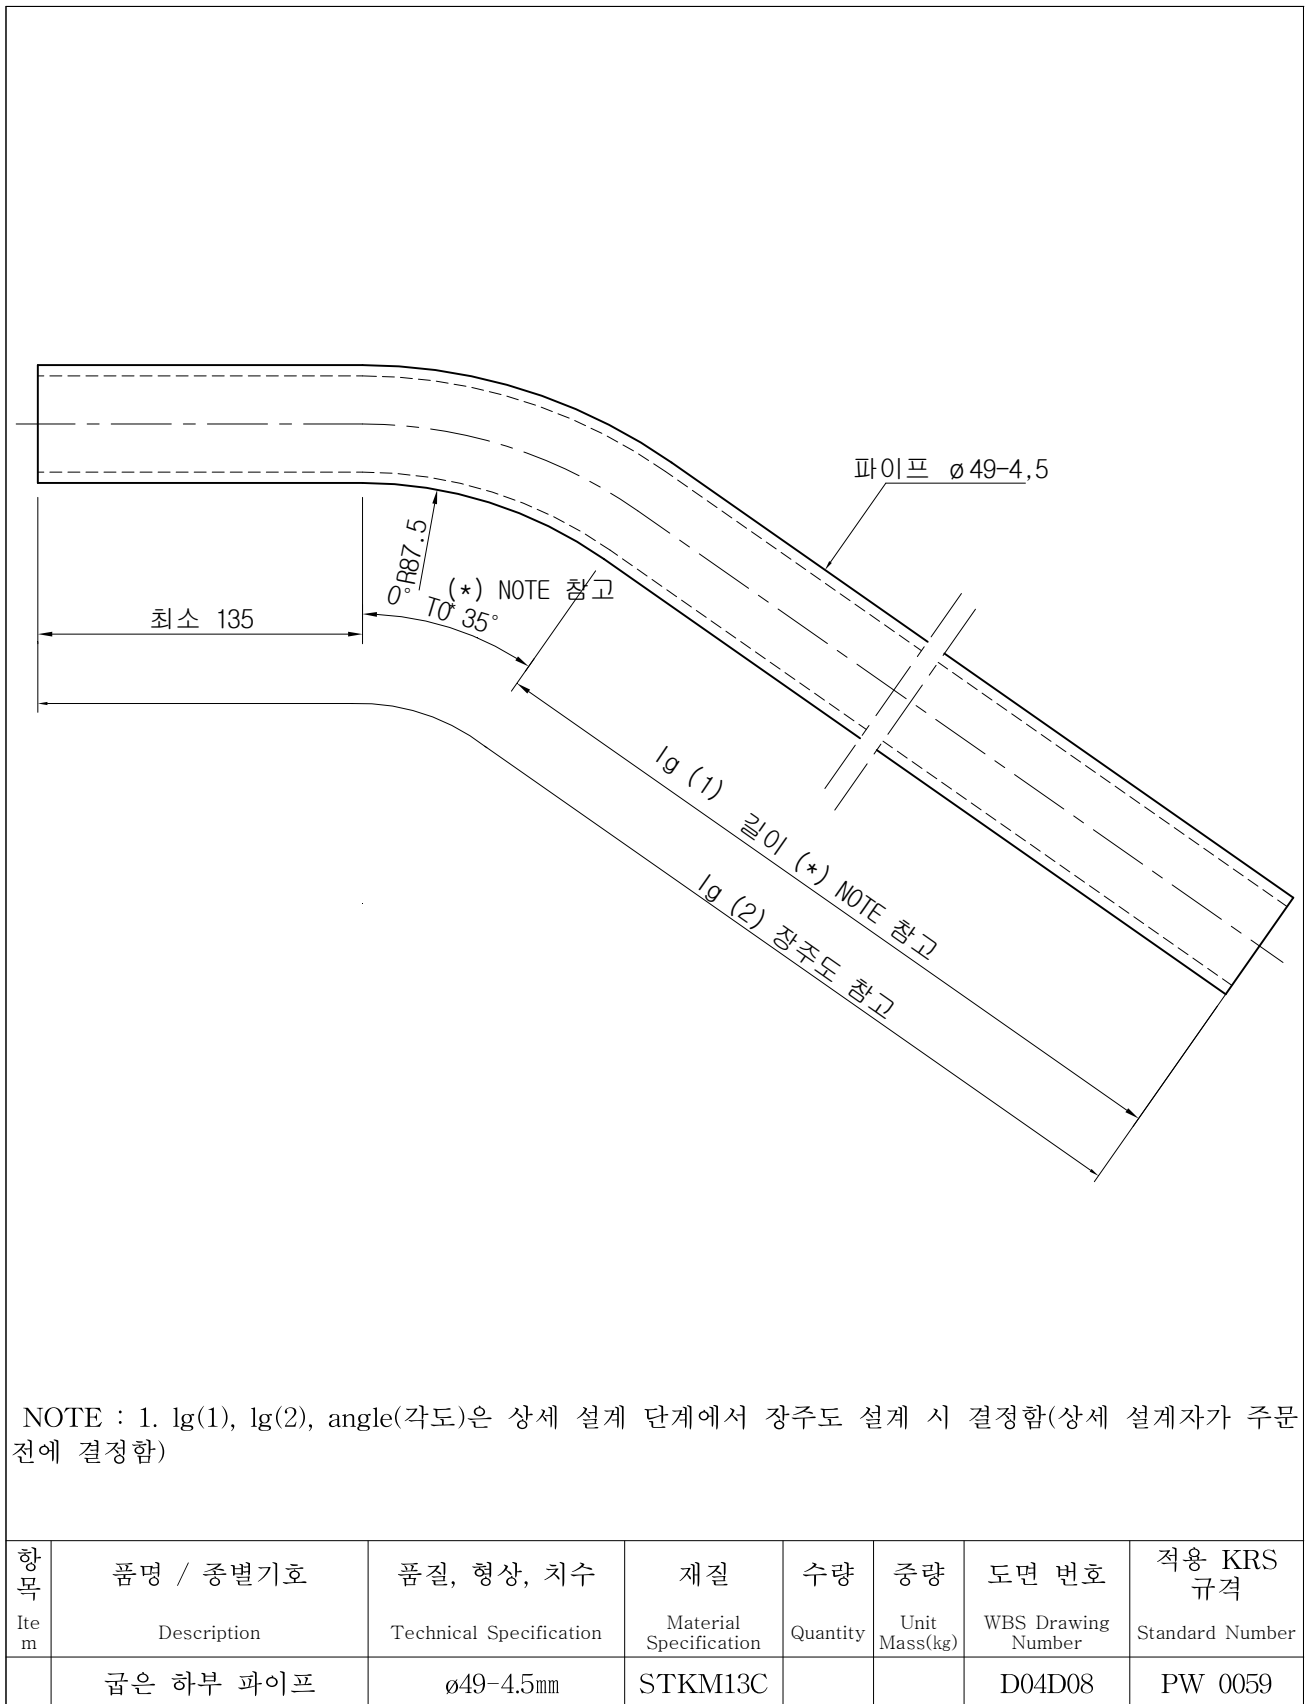 파이프 ø49-4,5
R87.5
(*) NOTE 참고
0° TO 35°
최소 135
lg (1) 길이 (*) NOTE 참고
lg (2) 장주도 참고
NOTE : 1. lg(1), lg(2), angle(각도)은 상세 설계 단계에서 장주도 설계 시 결정함(상세 설계자가 주문
전에 결정함)
항목 품명 / 종별기호 품질, 형상, 치수 재질 수량 중량 도면 번호 적용 KRS 규격
Item Description Technical Specification Material Specification Quantity Unit Mass(kg) WBS Drawing Number Standard Number
굽은 하부 파이프 ø49-4.5㎜ STKM13C D04D08 PW 0059